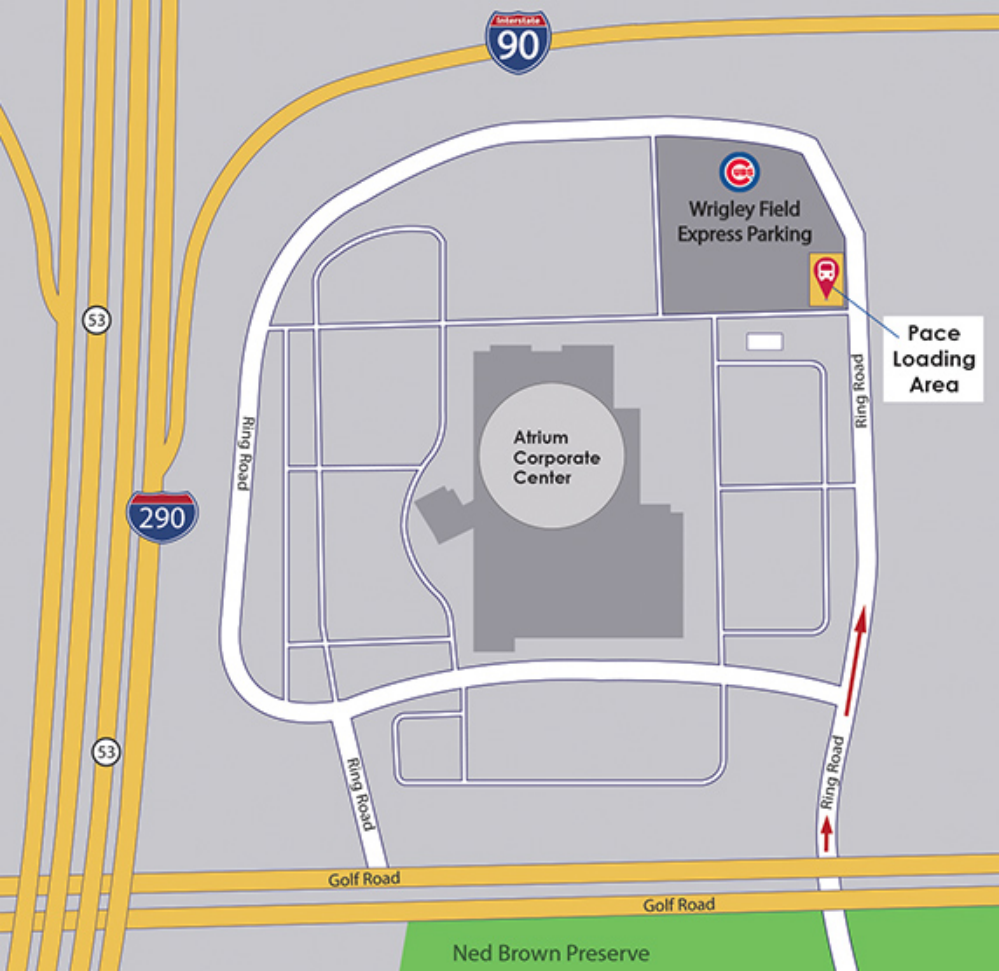 Interstate
90
CUBS
Wrigley Field
Express Parking
53
Pace
Loading
Area
Ring Road
Ring Road
Atrium
Corporate
Center
290
53
Ring Road
Ring Road
Golf Road
Golf Road
Ned Brown Preserve